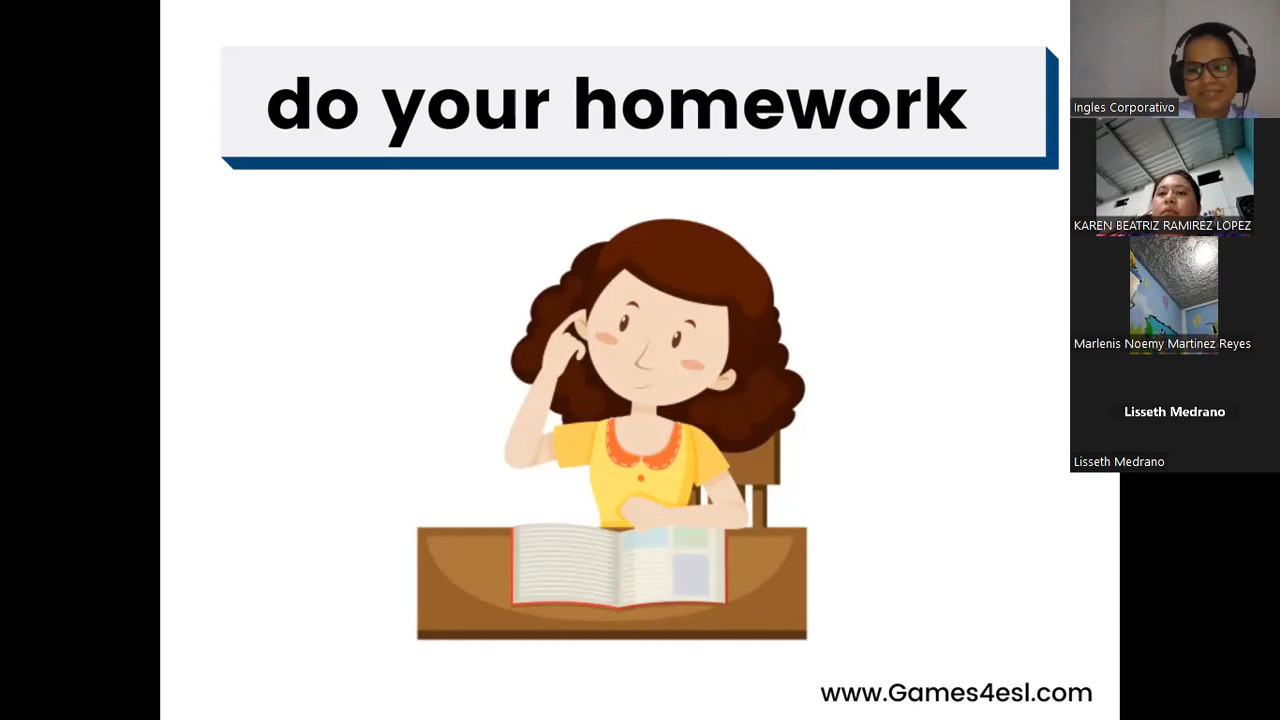 do your homework
www.Games4esl.com
Ingles Corporativo
KAREN BEATRIZ RAMIREZ LOPEZ
Marlenis Noemy Martinez Reyes
Lisseth Medrano
Lisseth Medrano